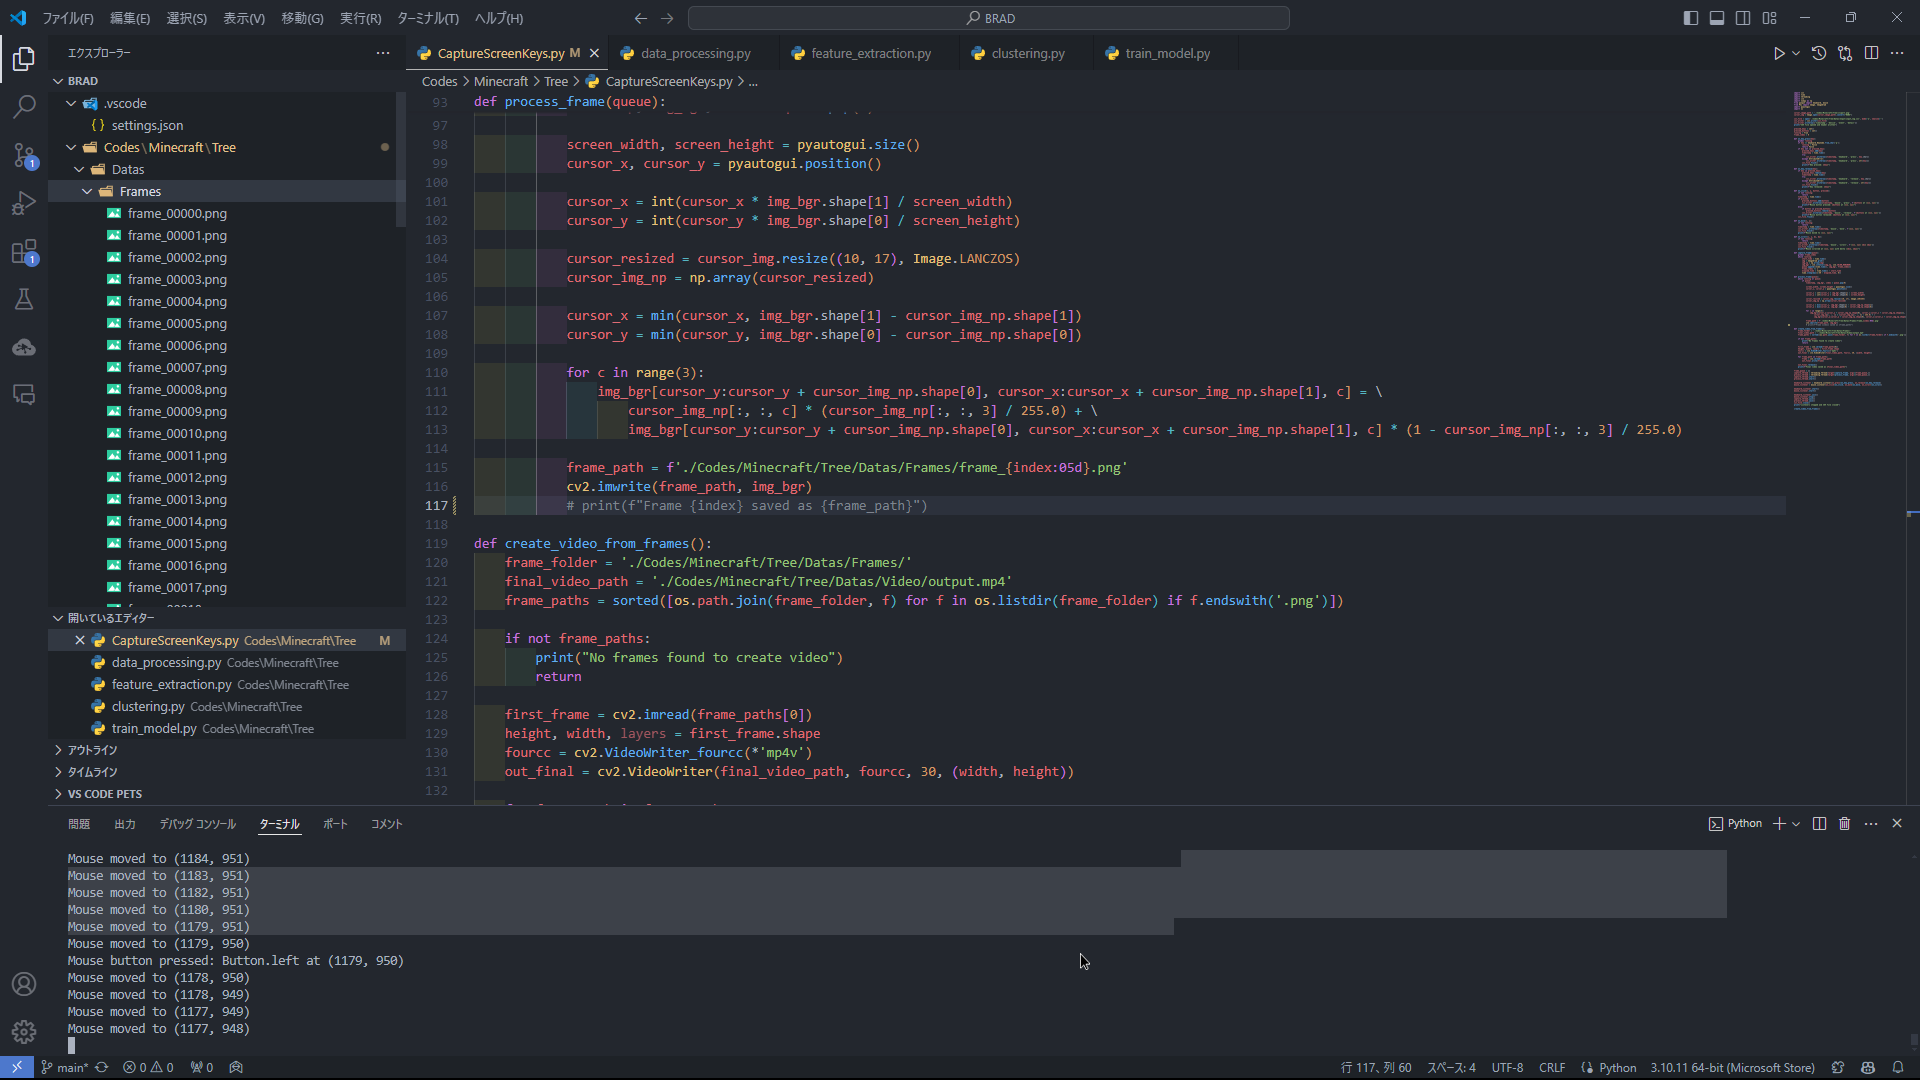 ファイル(F) 編集(E) 選択(S) 表示(V) 移動(G) 実行(R) ターミナル(T) ヘルプ(H)
BRAD
エクスプローラー
BRAD
.vscode
{ } settings.json
Codes\Minecraft\Tree
Datas
Frames
frame_00000.png
frame_00001.png
frame_00002.png
frame_00003.png
frame_00004.png
frame_00005.png
frame_00006.png
frame_00007.png
frame_00008.png
frame_00009.png
frame_00010.png
frame_00011.png
frame_00012.png
frame_00013.png
frame_00014.png
frame_00015.png
frame_00016.png
frame_00017.png
1
1
開いているエディター
CaptureScreenKeys.py Codes\Minecraft\Tree M
data_processing.py Codes\Minecraft\Tree
feature_extraction.py Codes\Minecraft\Tree
clustering.py Codes\Minecraft\Tree
train_model.py Codes\Minecraft\Tree
アウトライン
タイムライン
VS CODE PETS
CaptureScreenKeys.py M
data_processing.py
feature_extraction.py
clustering.py
train_model.py
Codes > Minecraft > Tree > CaptureScreenKeys.py > ...
93 def process_frame(queue):
97
98 screen_width, screen_height = pyautogui.size()
99 cursor_x, cursor_y = pyautogui.position()
100
101 cursor_x = int(cursor_x * img_bgr.shape[1] / screen_width)
102 cursor_y = int(cursor_y * img_bgr.shape[0] / screen_height)
103
104 cursor_resized = cursor_img.resize((10, 17), Image.LANCZOS)
105 cursor_img_np = np.array(cursor_resized)
106
107 cursor_x = min(cursor_x, img_bgr.shape[1] - cursor_img_np.shape[1])
108 cursor_y = min(cursor_y, img_bgr.shape[0] - cursor_img_np.shape[0])
109
110 for c in range(3):
111 img_bgr[cursor_y:cursor_y + cursor_img_np.shape[0], cursor_x:cursor_x + cursor_img_np.shape[1], c] = \
112 cursor_img_np[:, :, c] * (cursor_img_np[:, :, 3] / 255.0) + \
113 img_bgr[cursor_y:cursor_y + cursor_img_np.shape[0], cursor_x:cursor_x + cursor_img_np.shape[1], c] * (1 - cursor_img_np[:, :, 3] / 255.0)
114
115 frame_path = f'./Codes/Minecraft/Tree/Datas/Frames/frame_{index:05d}.png'
116 cv2.imwrite(frame_path, img_bgr)
117 # print(f"Frame {index} saved as {frame_path}")
118
119 def create_video_from_frames():
120 frame_folder = './Codes/Minecraft/Tree/Datas/Frames/'
121 final_video_path = './Codes/Minecraft/Tree/Datas/Video/output.mp4'
122 frame_paths = sorted([os.path.join(frame_folder, f) for f in os.listdir(frame_folder) if f.endswith('.png')])
123
124 if not frame_paths:
125 print("No frames found to create video")
126 return
127
128 first_frame = cv2.imread(frame_paths[0])
129 height, width, layers = first_frame.shape
130 fourcc = cv2.VideoWriter_fourcc(*'mp4v')
131 out_final = cv2.VideoWriter(final_video_path, fourcc, 30, (width, height))
132
問題 出力 デバッグ コンソール ターミナル ポート コメント
Python
Mouse moved to (1184, 951)
Mouse moved to (1183, 951)
Mouse moved to (1182, 951)
Mouse moved to (1180, 951)
Mouse moved to (1179, 951)
Mouse moved to (1179, 950)
Mouse button pressed: Button.left at (1179, 950)
Mouse moved to (1178, 950)
Mouse moved to (1178, 949)
Mouse moved to (1177, 949)
Mouse moved to (1177, 948)
main* 0 0 0
行 117、列 60 スペース: 4 UTF-8 CRLF Python 3.10.11 64-bit (Microsoft Store)